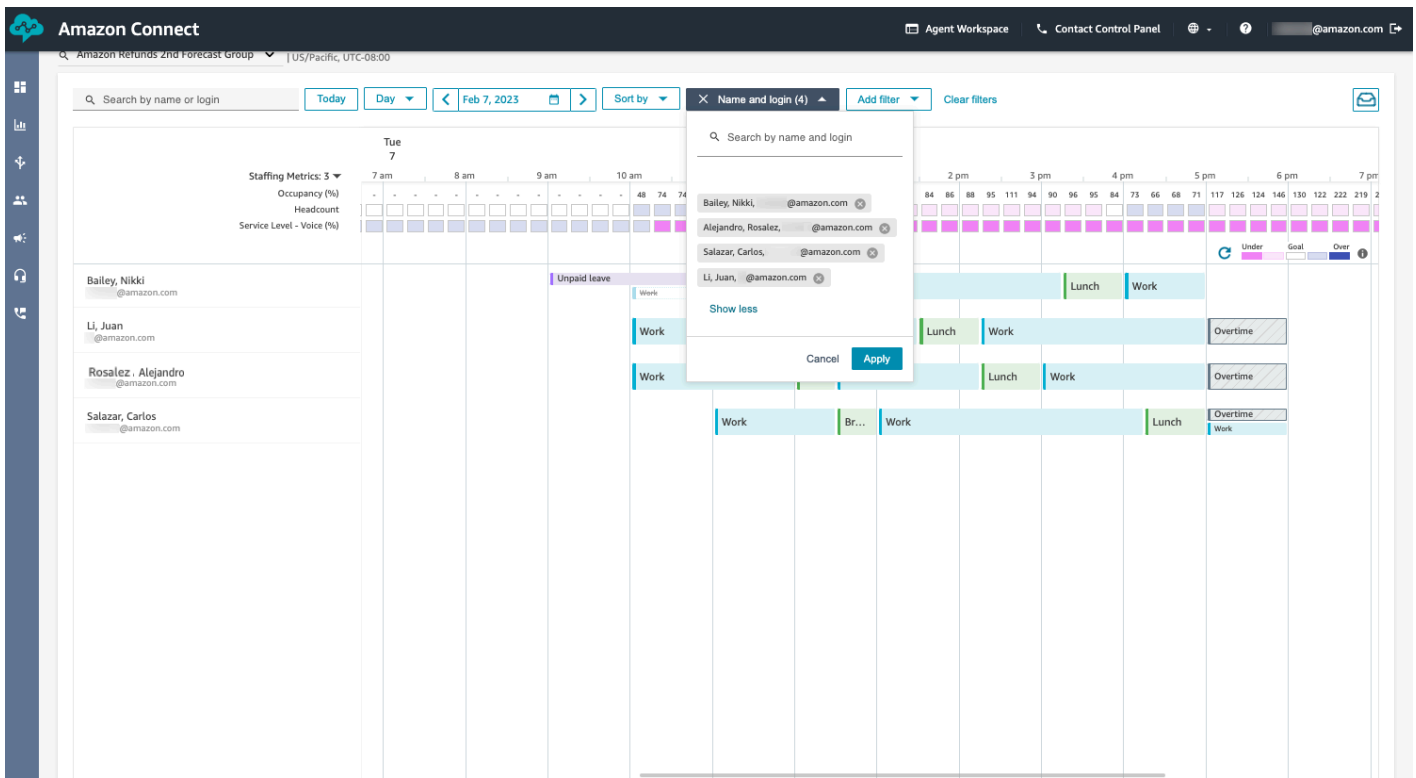 Amazon Connect
Agent Workspace
Contact Control Panel
@amazon.com
Amazon Refunds 2nd Forecast Group
| US/Pacific, UTC-08:00
Search by name or login
Today
Day
Feb 7, 2023
Sort by
Name and login (4)
Add filter
Clear filters
Search by name and login
Bailey, Nikki, @amazon.com
Alejandro, Rosalez, @amazon.com
Salazar, Carlos, @amazon.com
Li, Juan, @amazon.com
Show less
Cancel
Apply
Tue
7
Staffing Metrics: 3
7 am 8 am 9 am 10 am 2 pm 3 pm 4 pm 5 pm 6 pm 7 pm
Occupancy (%) - - - - - - - - - - - - - 48 74 84 86 88 95 111 94 90 96 95 84 73 66 68 71 117 126 124 146 130 122 222 219
Headcount
Service Level - Voice (%)
Under Goal Over
Bailey, Nikki
@amazon.com
Unpaid leave
Work
Lunch
Work
Li, Juan
@amazon.com
Work
Lunch
Work
Overtime
Rosalez, Alejandro
@amazon.com
Work
Lunch
Work
Overtime
Salazar, Carlos
@amazon.com
Work
Br...
Work
Lunch
Overtime
Work